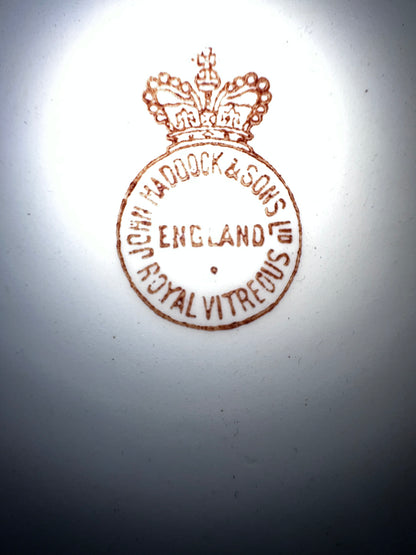 JOHN MADDOCK & SONS LTD
ENGLAND
ROYAL VITREOUS